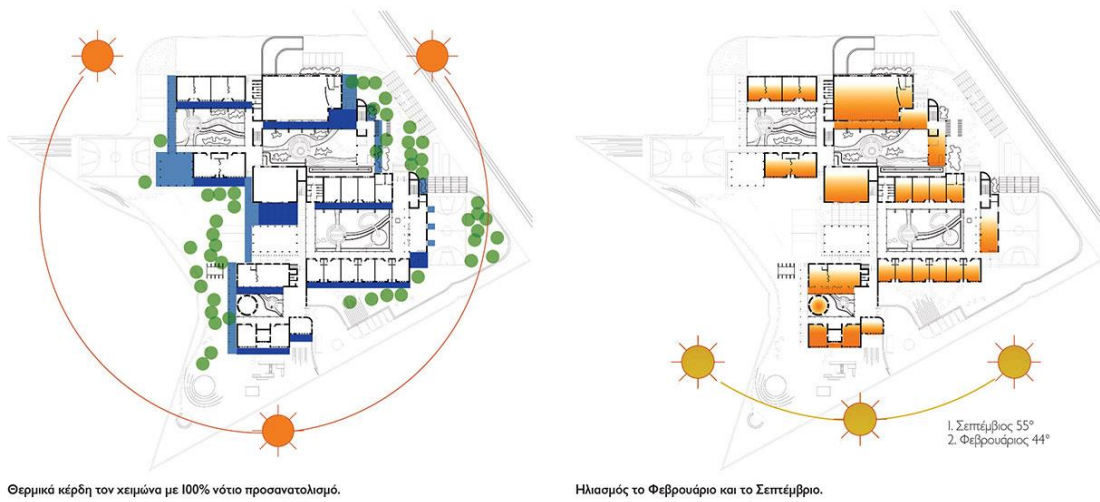 1. Σεπτέμβιος 55°
2. Φεβρουάριος 44°
Θερμικά κέρδη τον χειμώνα με 100% νότιο προσανατολισμό.
Ηλιασμός το Φεβρουάριο και το Σεπτέμβριο.